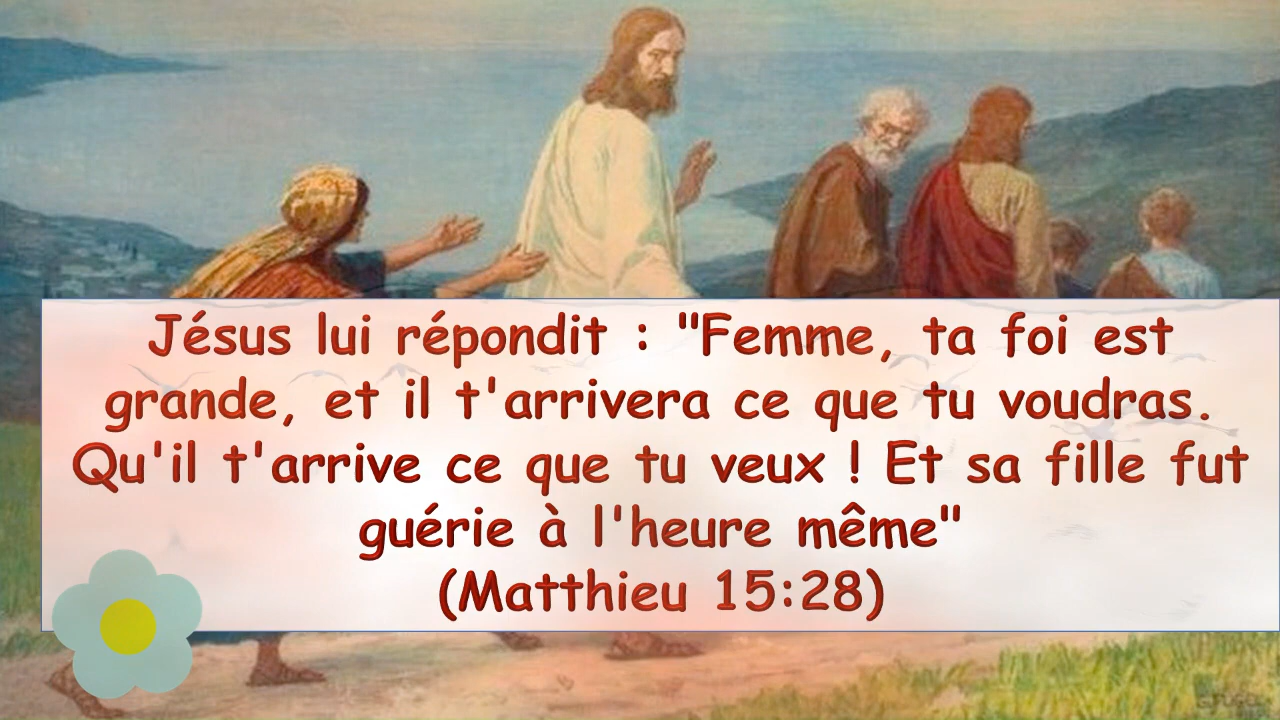 Jésus lui répondit : "Femme, ta foi est
grande, et il t'arrivera ce que tu voudras.
Qu'il t'arrive ce que tu veux ! Et sa fille fut
guérie à l'heure même"
(Matthieu 15:28)